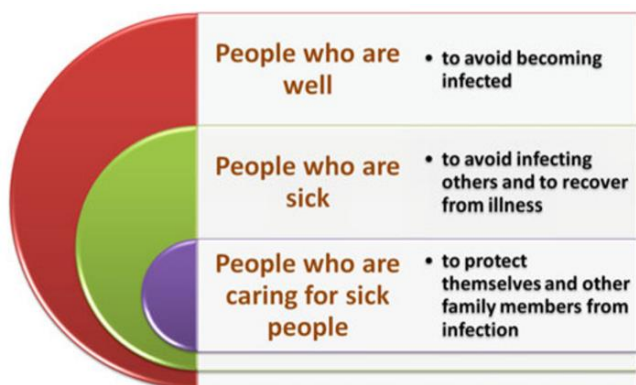 People who are
well
• to avoid becoming
infected
People who are
sick
• to avoid infecting
others and to recover
from illness
People who are
caring for sick
people
• to protect
themselves and other
family members from
infection